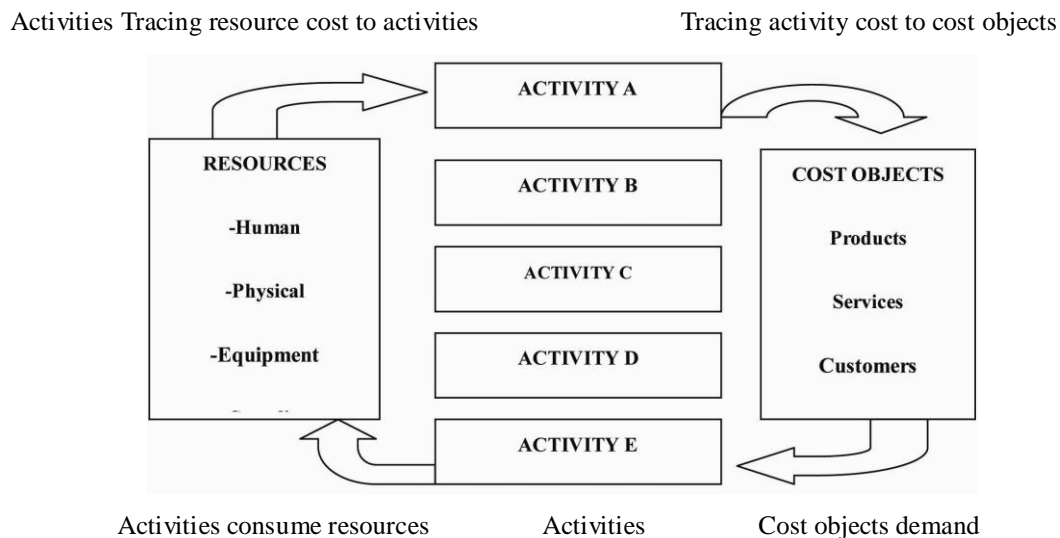 Activities Tracing resource cost to activities
Tracing activity cost to cost objects
ACTIVITY A
RESOURCES
-Human
-Physical
-Equipment
ACTIVITY B
ACTIVITY C
ACTIVITY D
ACTIVITY E
COST OBJECTS
Products
Services
Customers
Activities consume resources
Activities
Cost objects demand